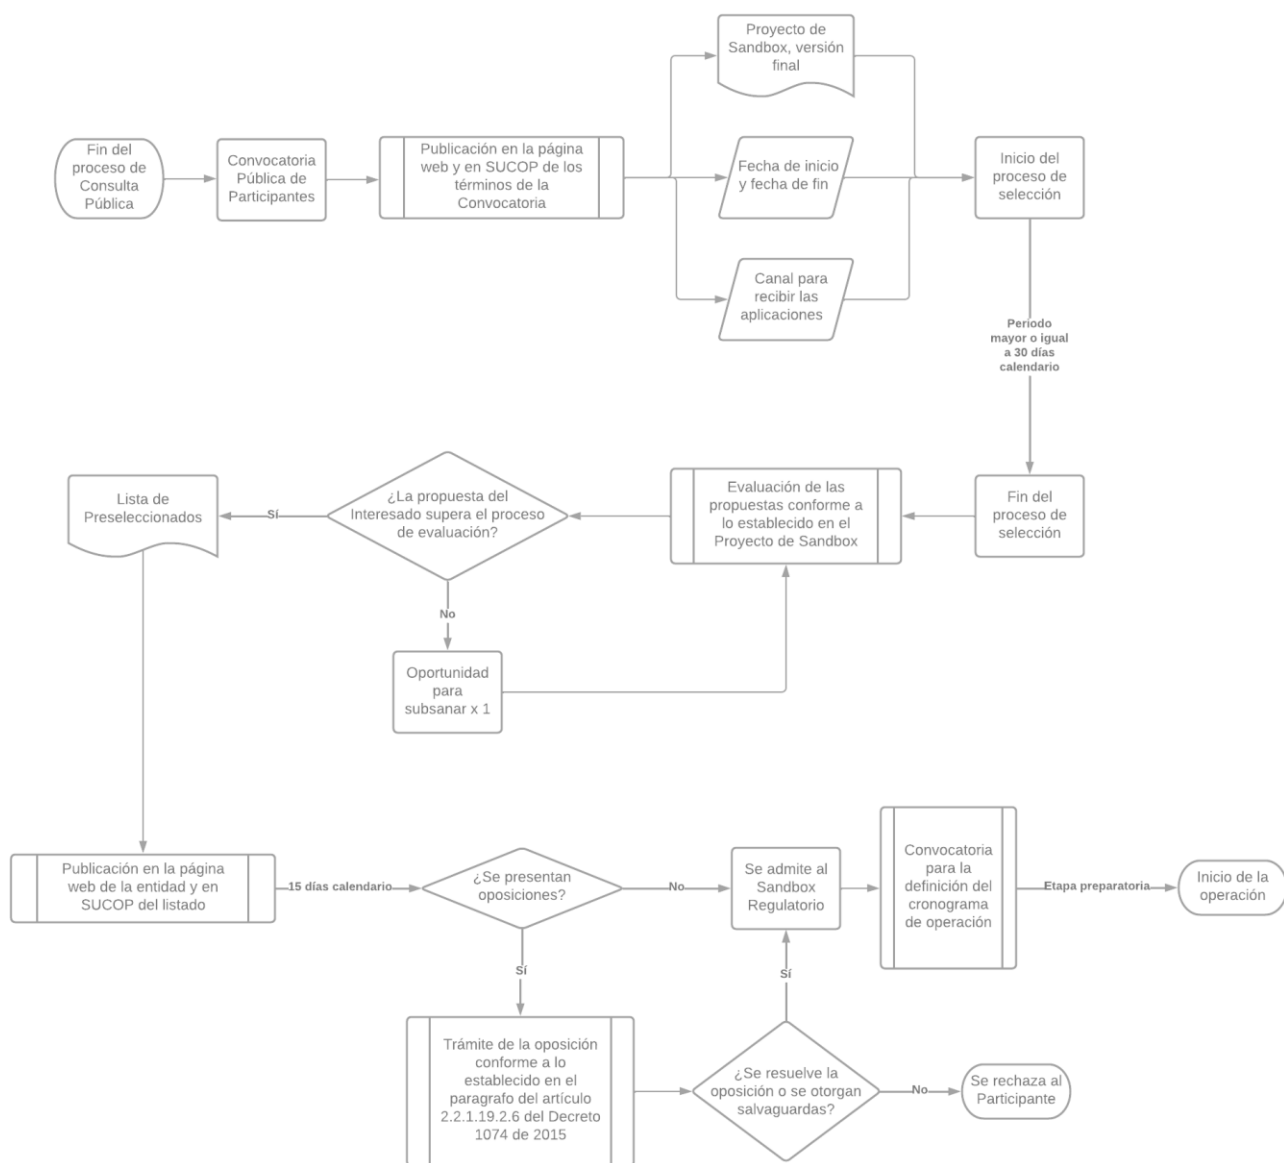 Fin del
proceso de
Consulta
Pública
Convocatoria
Pública de
Participantes
Publicación en la página
web y en SUCOP de los
términos de la
Convocatoria
Proyecto de
Sandbox, versión
final
Fecha de inicio
y fecha de fin
Canal para
recibir las
aplicaciones
Inicio del
proceso de
selección
Periodo
mayor o igual
a 30 días
calendario
Fin del
proceso de
selección
Evaluación de las
propuestas conforme a
lo establecido en el
Proyecto de Sandbox
¿La propuesta del
Interesado supera el proceso
de evaluación?
Sí
Lista de
Preseleccionados
No
Oportunidad
para
subsanar x 1
Publicación en la página
web de la entidad y en
SUCOP del listado
15 días calendario
¿Se presentan
oposiciones?
No
Se admite al
Sandbox
Regulatorio
Convocatoria
para la
definición del
cronograma
de operación
Etapa preparatoria
Inicio de la
operación
Sí
Trámite de la oposición
conforme a lo
establecido en el
paragrafo del artículo
2.2.1.19.2.6 del Decreto
1074 de 2015
Sí
¿Se resuelve la
oposición o se otorgan
salvaguardas?
No
Se rechaza al
Participante